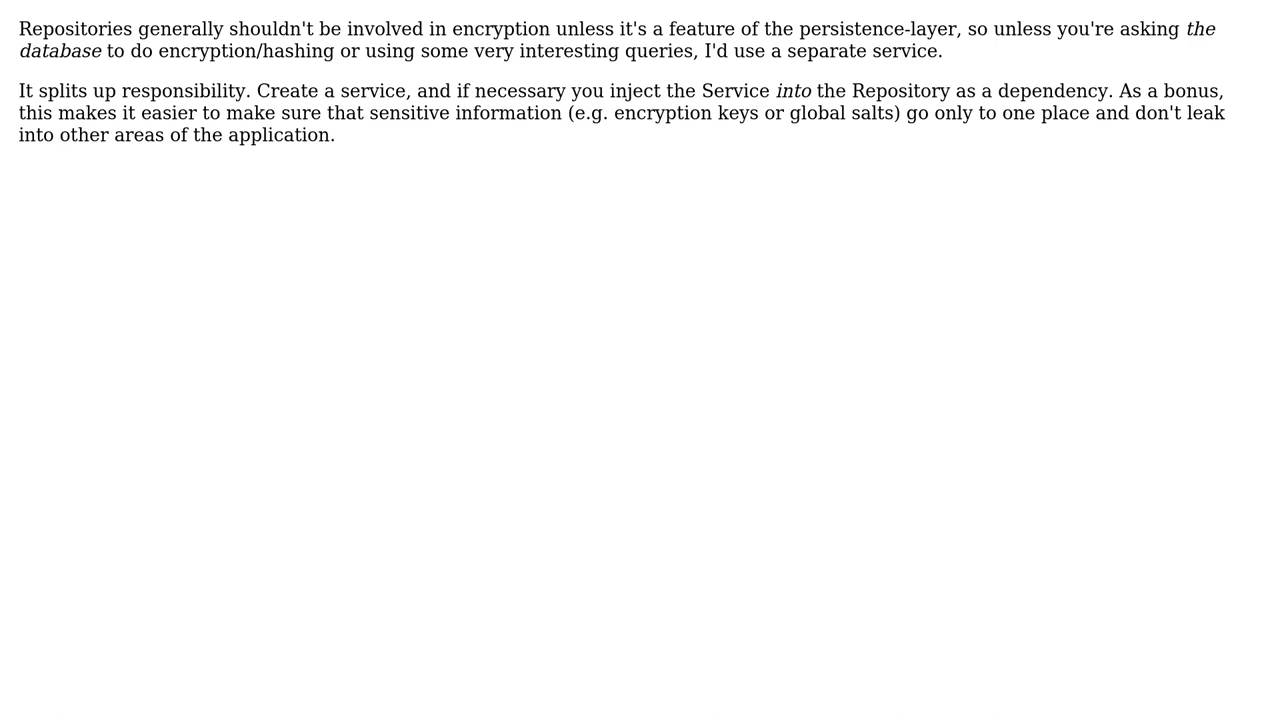 Repositories generally shouldn't be involved in encryption unless it's a feature of the persistence-layer, so unless you're asking the
database to do encryption/hashing or using some very interesting queries, I'd use a separate service.
It splits up responsibility. Create a service, and if necessary you inject the Service into the Repository as a dependency. As a bonus,
this makes it easier to make sure that sensitive information (e.g. encryption keys or global salts) go only to one place and don't leak
into other areas of the application.